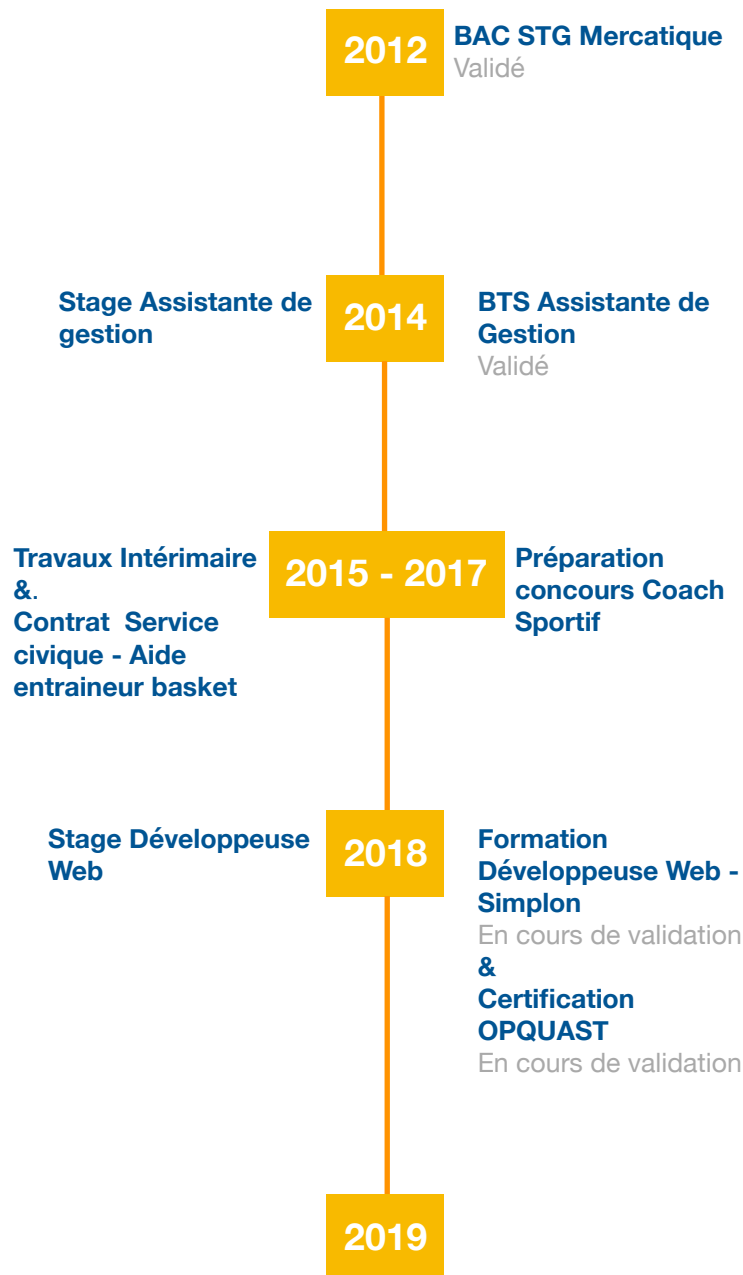 2012
BAC STG Mercatique
Validé
Stage Assistante de
gestion
2014
BTS Assistante de
Gestion
Validé
Travaux Intérimaire
&.
Contrat  Service
civique - Aide
entraineur basket
2015 - 2017
Préparation
concours Coach
Sportif
Stage Développeuse
Web
2018
Formation
Développeuse Web -
Simplon
En cours de validation
&
Certification
OPQUAST
En cours de validation
2019